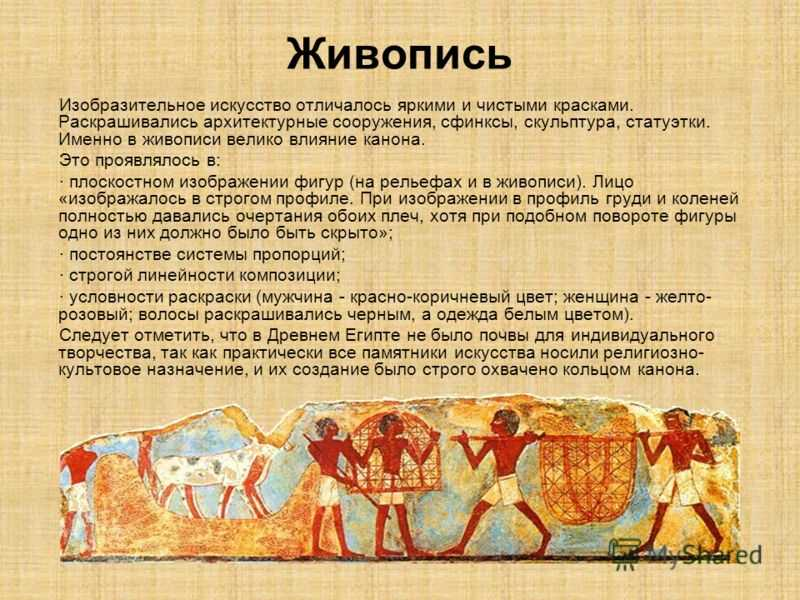 Живопись
Изобразительное искусство отличалось яркими и чистыми красками.
Раскрашивались архитектурные сооружения, сфинксы, скульптура, статуэтки.
Именно в живописи велико влияние канона.
Это проявлялось в:
· плоскостном изображении фигур (на рельефах и в живописи). Лицо
«изображалось в строгом профиле. При изображении в профиль груди и коленей
полностью давались очертания обоих плеч, хотя при подобном повороте фигуры
одно из них должно было быть скрыто»;
· постоянстве системы пропорций;
· строгой линейности композиции;
· условности раскраски (мужчина - красно-коричневый цвет; женщина - желто-
розовый; волосы раскрашивались черным, а одежда белым цветом).
Следует отметить, что в Древнем Египте не было почвы для индивидуального
творчества, так как практически все памятники искусства носили религиозно-
культовое назначение, и их создание было строго охвачено кольцом канона.
MyShared